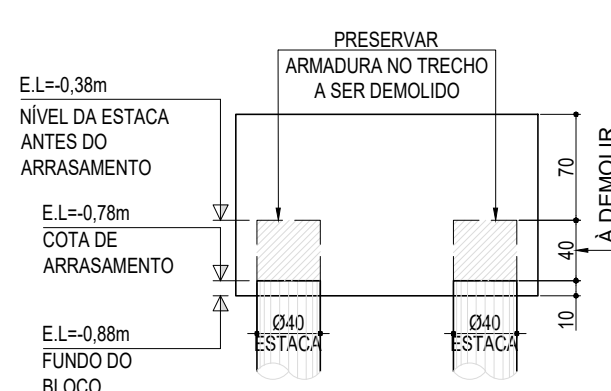 PRESERVAR
ARMADURA NO TRECHO
A SER DEMOLIDO
E.L=-0,38m
NÍVEL DA ESTACA
ANTES DO
ARRASAMENTO
E.L=-0,78m
COTA DE
ARRASAMENTO
E.L=-0,88m
FUNDO DO
BLOCO
Ø40
ESTACA
Ø40
ESTACA
70
40
10
À DEMOLIR